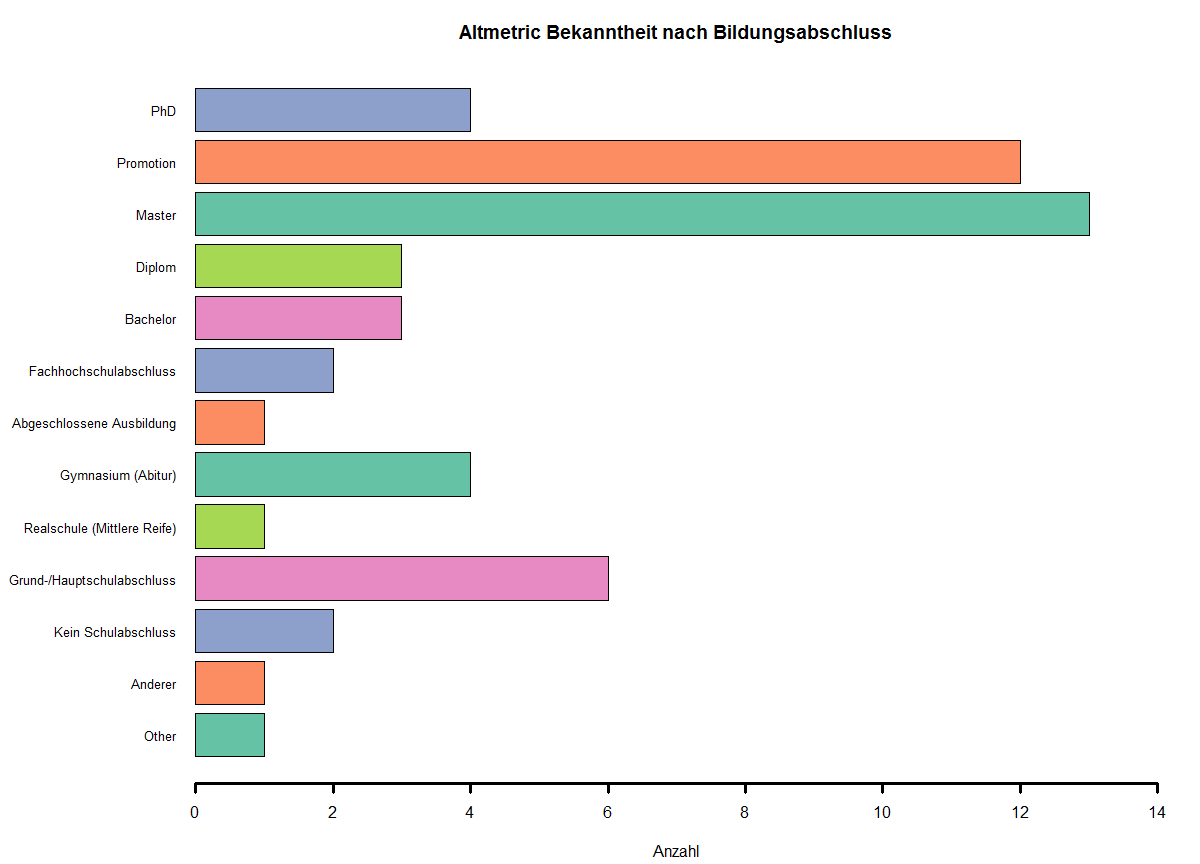 Altmetric Bekanntheit nach Bildungsabschluss
PhD
Promotion
Master
Diplom
Bachelor
Fachhochschulabschluss
Abgeschlossene Ausbildung
Gymnasium (Abitur)
Realschule (Mittlere Reife)
Grund-/Hauptschulabschluss
Kein Schulabschluss
Anderer
Other
0 2 4 6 8 10 12 14
Anzahl